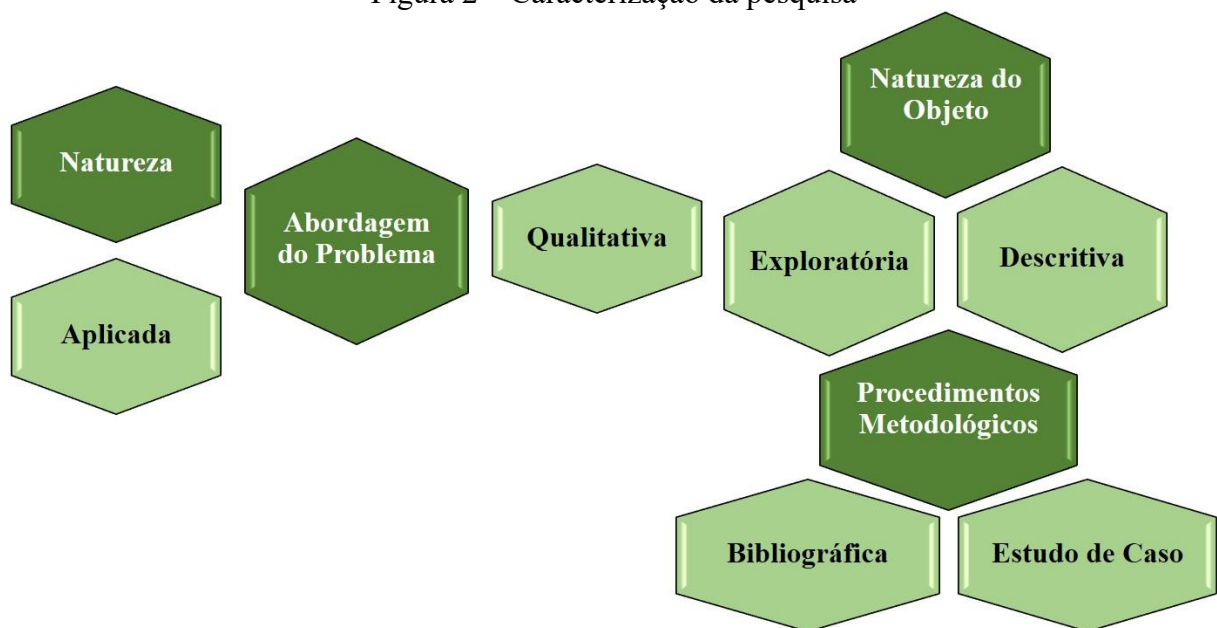 Figura 2 – Caracterização da pesquisa
Natureza
Aplicada
Abordagem
do Problema
Qualitativa
Natureza do
Objeto
Exploratória
Descritiva
Procedimentos
Metodológicos
Bibliográfica
Estudo de Caso